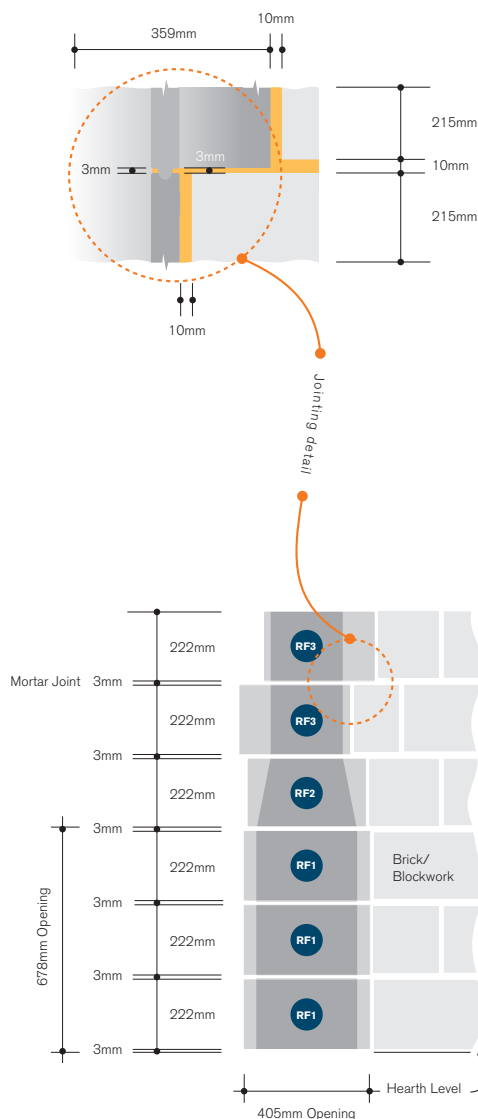 359mm
10mm
215mm
3mm
3mm
10mm
215mm
10mm
Jointing detail
222mm
RF3
Mortar Joint
3mm
222mm
RF3
3mm
222mm
RF2
3mm
222mm
RF1
Brick/
Blockwork
678mm Opening
3mm
222mm
RF1
3mm
222mm
RF1
3mm
Hearth Level
405mm Opening